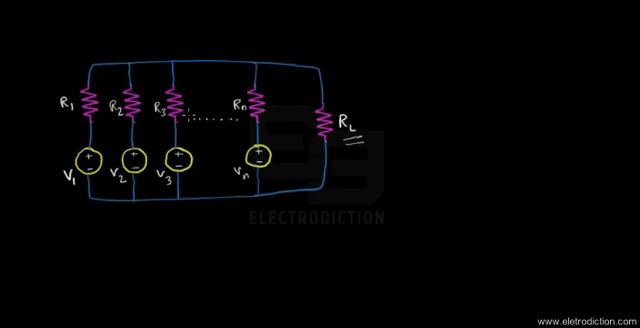 R1 R2 R3 ........ Rn RL
V1 V2 V3 Vn
ELECTRODICTION
www.eletrodiction.com